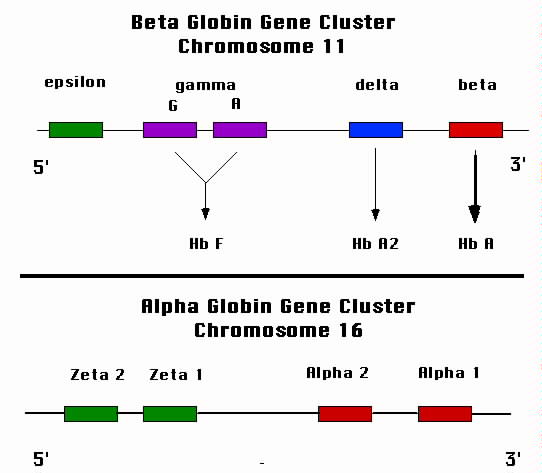 Beta Globin Gene Cluster
Chromosome 11
epsilon
gamma
delta
beta
G
A
5'
3'
Hb F
Hb A2
Hb A
Alpha Globin Gene Cluster
Chromosome 16
Zeta 2
Zeta 1
Alpha 2
Alpha 1
5'
3'